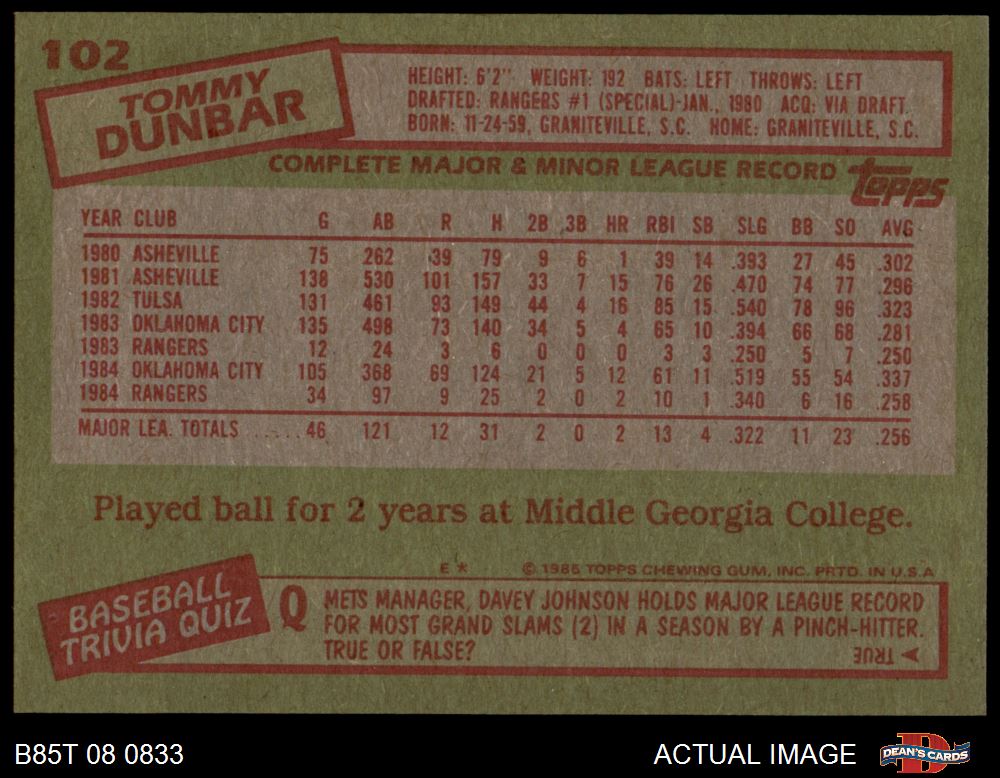 102
TOMMY
DUNBAR
HEIGHT: 6'2" WEIGHT: 192 BATS: LEFT THROWS: LEFT
DRAFTED: RANGERS #1 (SPECIAL)-JAN., 1980 ACQ: VIA DRAFT
BORN: 11-24-59, GRANITEVILLE, S.C. HOME: GRANITEVILLE, S.C.
COMPLETE MAJOR & MINOR LEAGUE RECORD topps
YEAR CLUB G AB R H 2B 3B HR RBI SB SLG BB SO AVG
1980 ASHEVILLE 75 262 39 79 9 6 1 39 14 .393 27 45 .302
1981 ASHEVILLE 138 530 101 157 33 7 15 76 26 .470 74 77 .296
1982 TULSA 131 461 93 149 44 4 16 85 15 .540 78 96 .323
1983 OKLAHOMA CITY 135 498 73 140 34 5 4 65 10 .394 66 68 .281
1983 RANGERS 12 24 3 6 0 0 0 3 3 .250 5 7 .250
1984 OKLAHOMA CITY 105 368 69 124 21 5 12 61 11 .519 55 54 .337
1984 RANGERS 34 97 9 25 2 0 2 10 1 .340 6 16 .258
MAJOR LEA. TOTALS ..... 46 121 12 31 2 0 2 13 4 .322 11 23 .256
Played ball for 2 years at Middle Georgia College.
E * © 1985 TOPPS CHEWING GUM, INC. PRTD. IN U.S.A
BASEBALL
TRIVIA QUIZ
Q METS MANAGER, DAVEY JOHNSON HOLDS MAJOR LEAGUE RECORD
FOR MOST GRAND SLAMS (2) IN A SEASON BY A PINCH-HITTER.
TRUE OR FALSE?
TRUE
B85T 08 0833
ACTUAL IMAGE
D
DEAN'S CARDS